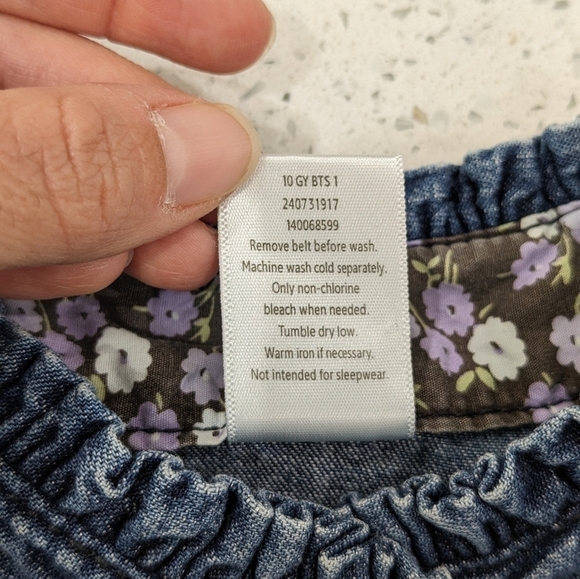 10 GY BTS 1
240731917
140068599
Remove belt before wash.
Machine wash cold separately.
Only non-chlorine
bleach when needed.
Tumble dry low.
Warm iron if necessary.
Not intended for sleepwear.